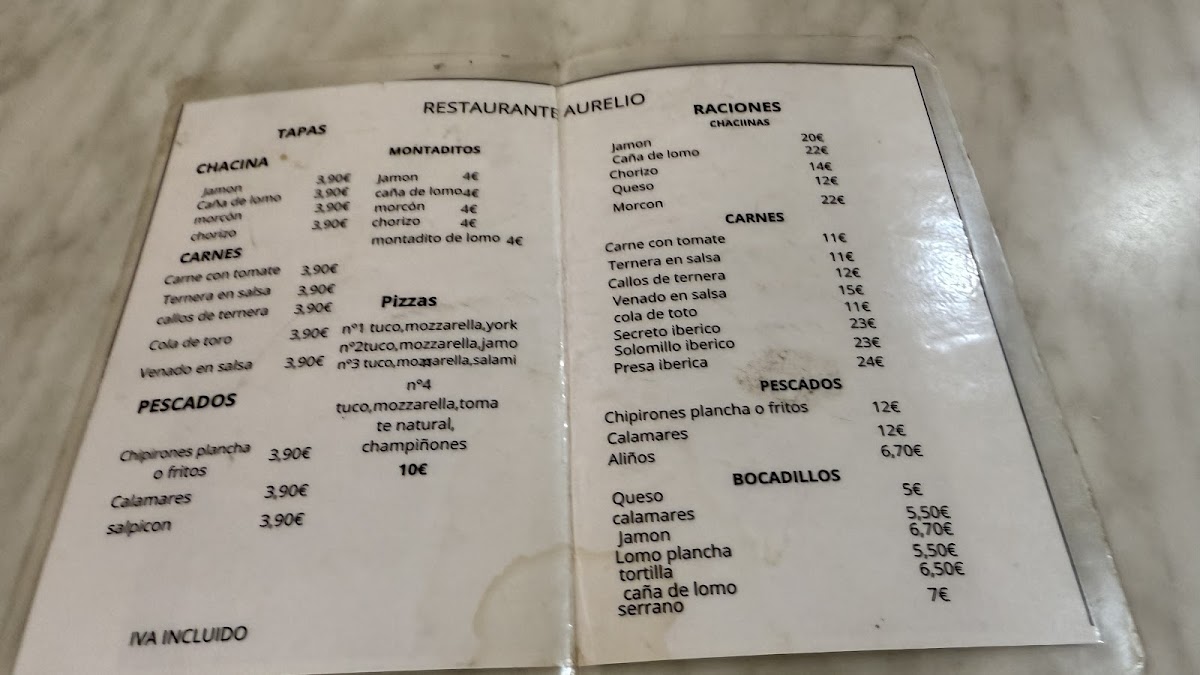 RESTAURANTE AURELIO
TAPAS
CHACINA
Jamon 3,90€
Caña de lomo 3,90€
morcón 3,90€
chorizo 3,90€
CARNES
Carne con tomate 3,90€
Ternera en salsa 3,90€
callos de ternera 3,90€
Cola de toro 3,90€
Venado en salsa 3,90€
PESCADOS
Chipirones plancha
o fritos 3,90€
Calamares 3,90€
salpicon 3,90€
IVA INCLUIDO
MONTADITOS
Jamon 4€
caña de lomo 4€
morcón 4€
chorizo 4€
montadito de lomo 4€
Pizzas
nº1 tuco,mozzarella,york
nº2tuco,mozzarella,jamo
nº3 tuco,mozzarella,salami
nº4
tuco,mozzarella,toma
te natural,
champiñones
10€
RACIONES
CHACIINAS
Jamon 20€
Caña de lomo 22€
Chorizo 14€
Queso 12€
Morcon 22€
CARNES
Carne con tomate 11€
Ternera en salsa 11€
Callos de ternera 12€
Venado en salsa 15€
cola de toto 11€
Secreto iberico 23€
Solomillo iberico 23€
Presa iberica 24€
PESCADOS
Chipirones plancha o fritos 12€
Calamares 12€
Aliños 6,70€
BOCADILLOS
Queso 5€
calamares 5,50€
Jamon 6,70€
Lomo plancha 5,50€
tortilla 6,50€
caña de lomo 7€
serrano